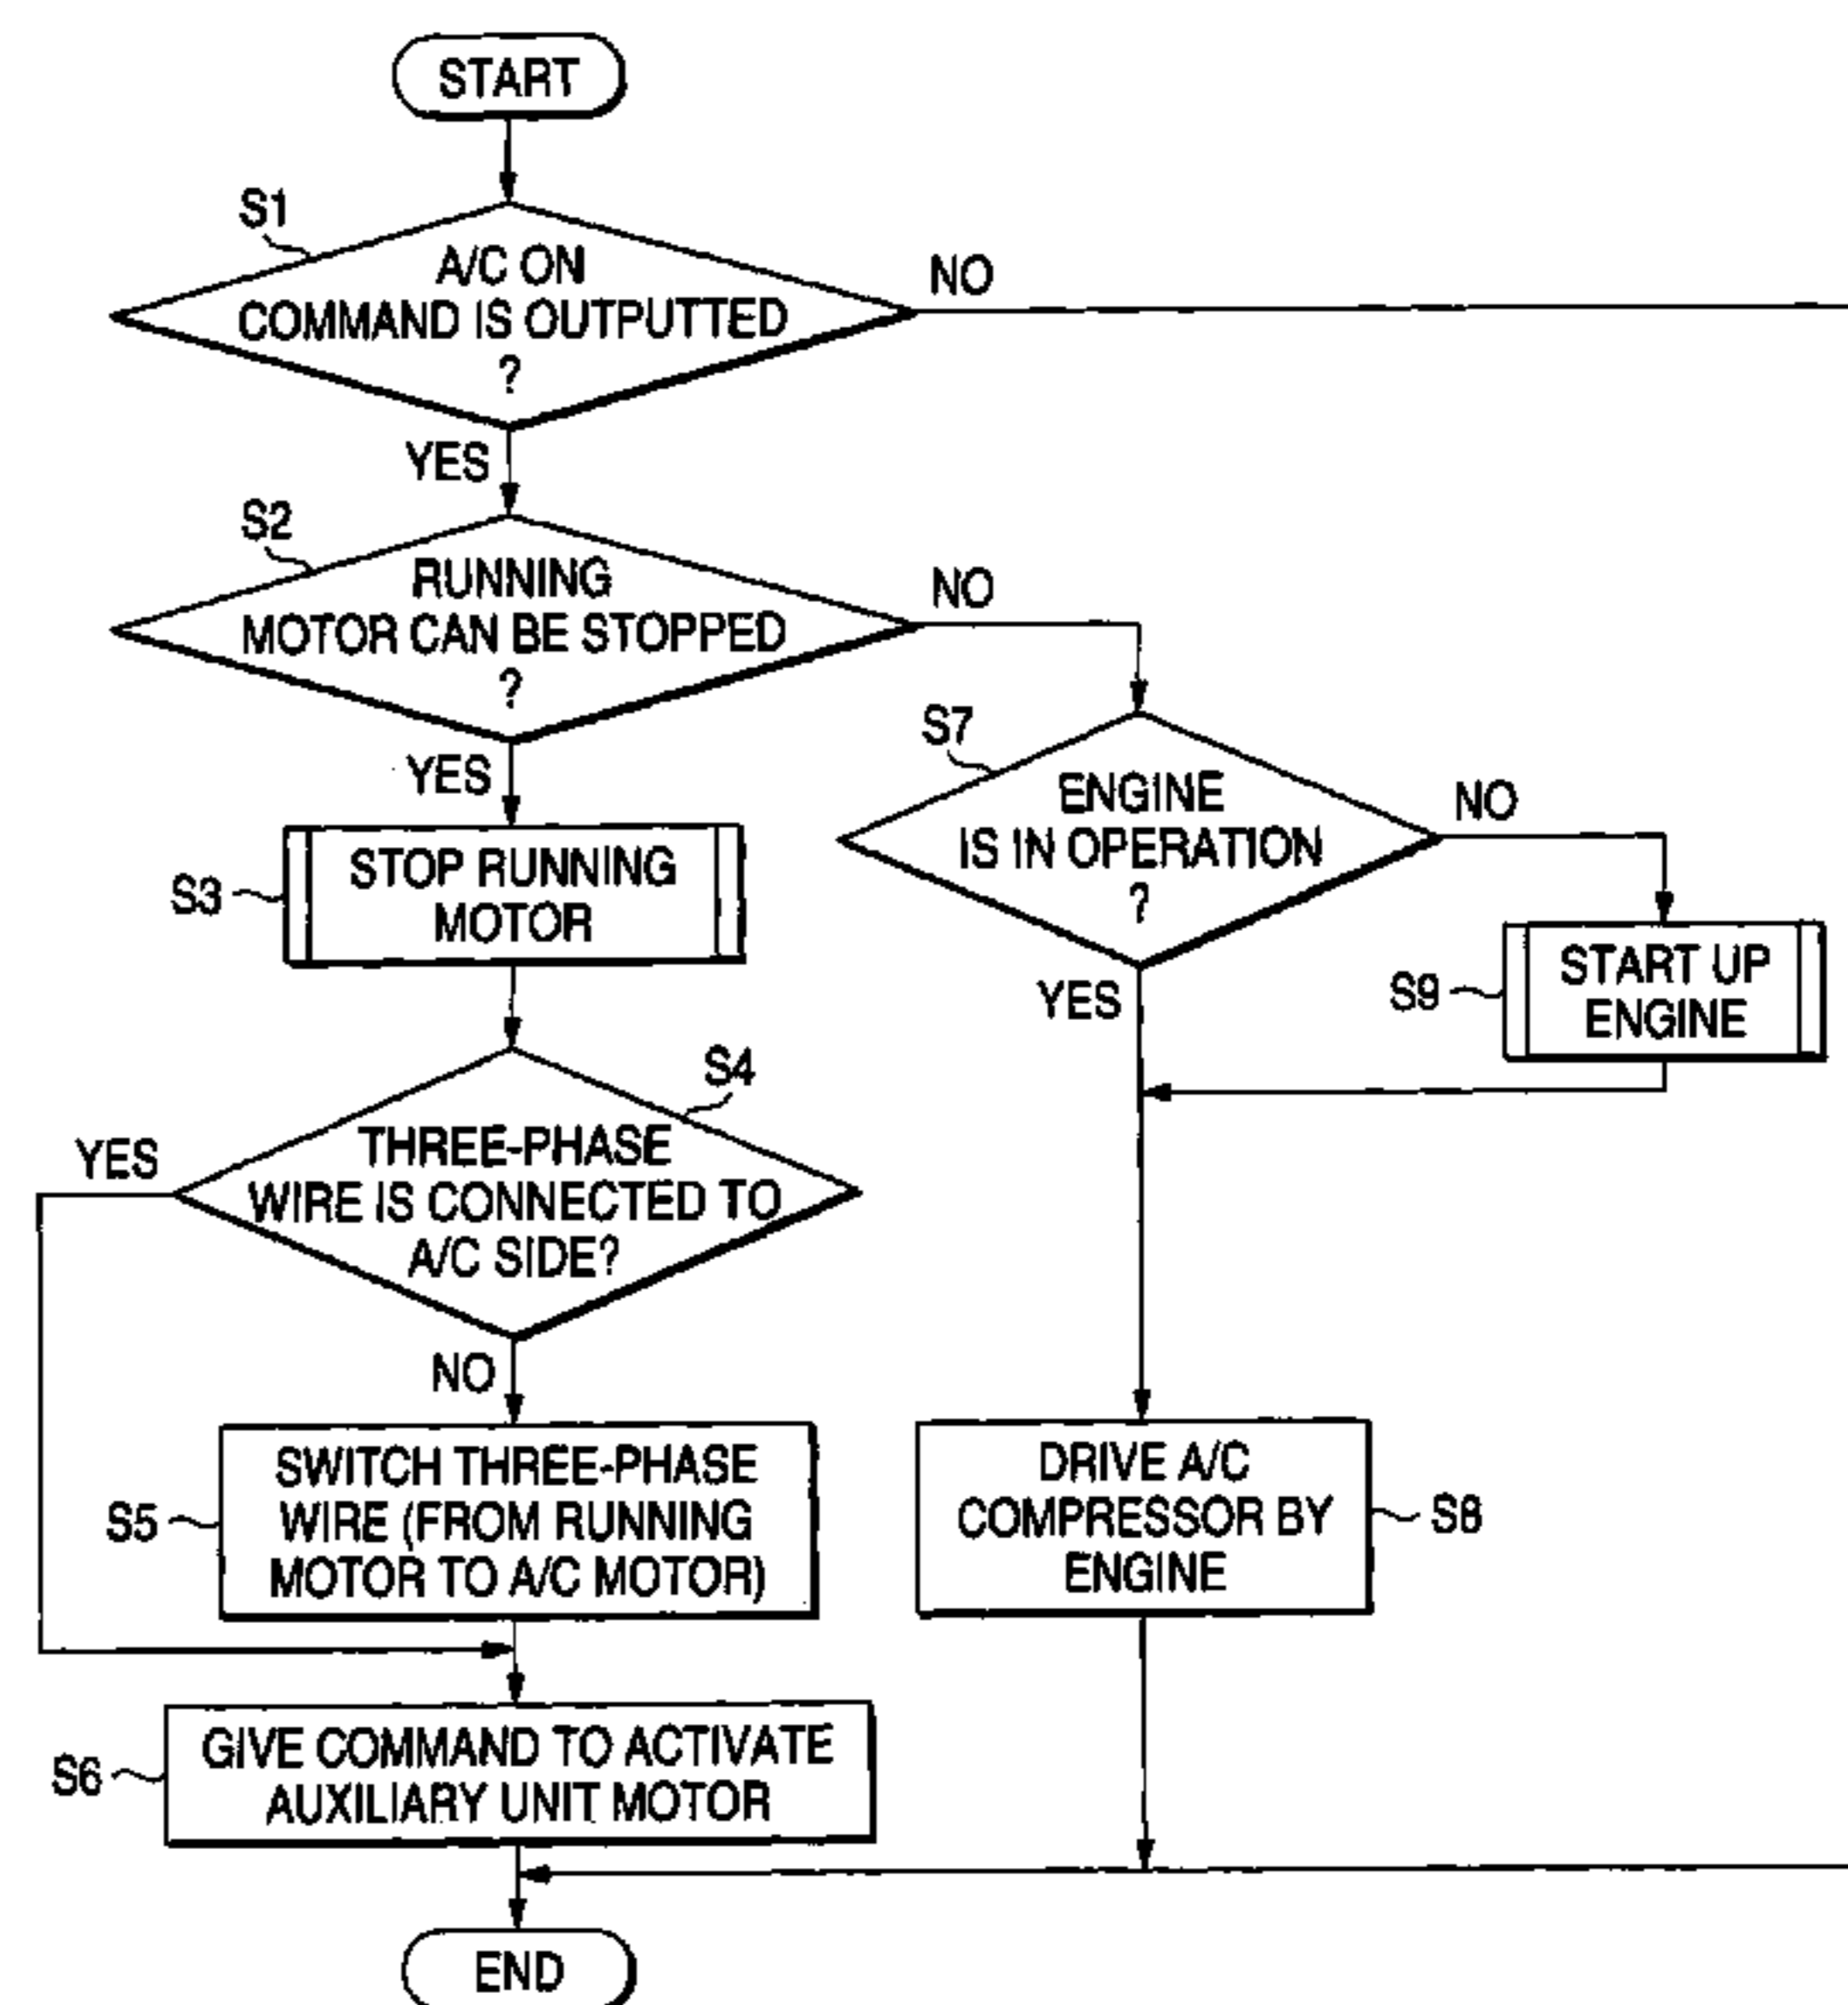 START
S1
A/C ON
COMMAND IS OUTPUTTED
?
NO
YES
S2
RUNNING
MOTOR CAN BE STOPPED
?
NO
YES
S7
ENGINE
IS IN OPERATION
?
NO
YES
S3
STOP RUNNING
MOTOR
S9
START UP
ENGINE
S4
THREE-PHASE
WIRE IS CONNECTED TO
A/C SIDE?
YES
NO
S5
SWITCH THREE-PHASE
WIRE (FROM RUNNING
MOTOR TO A/C MOTOR)
DRIVE A/C
COMPRESSOR BY
ENGINE
S8
S6
GIVE COMMAND TO ACTIVATE
AUXILIARY UNIT MOTOR
END